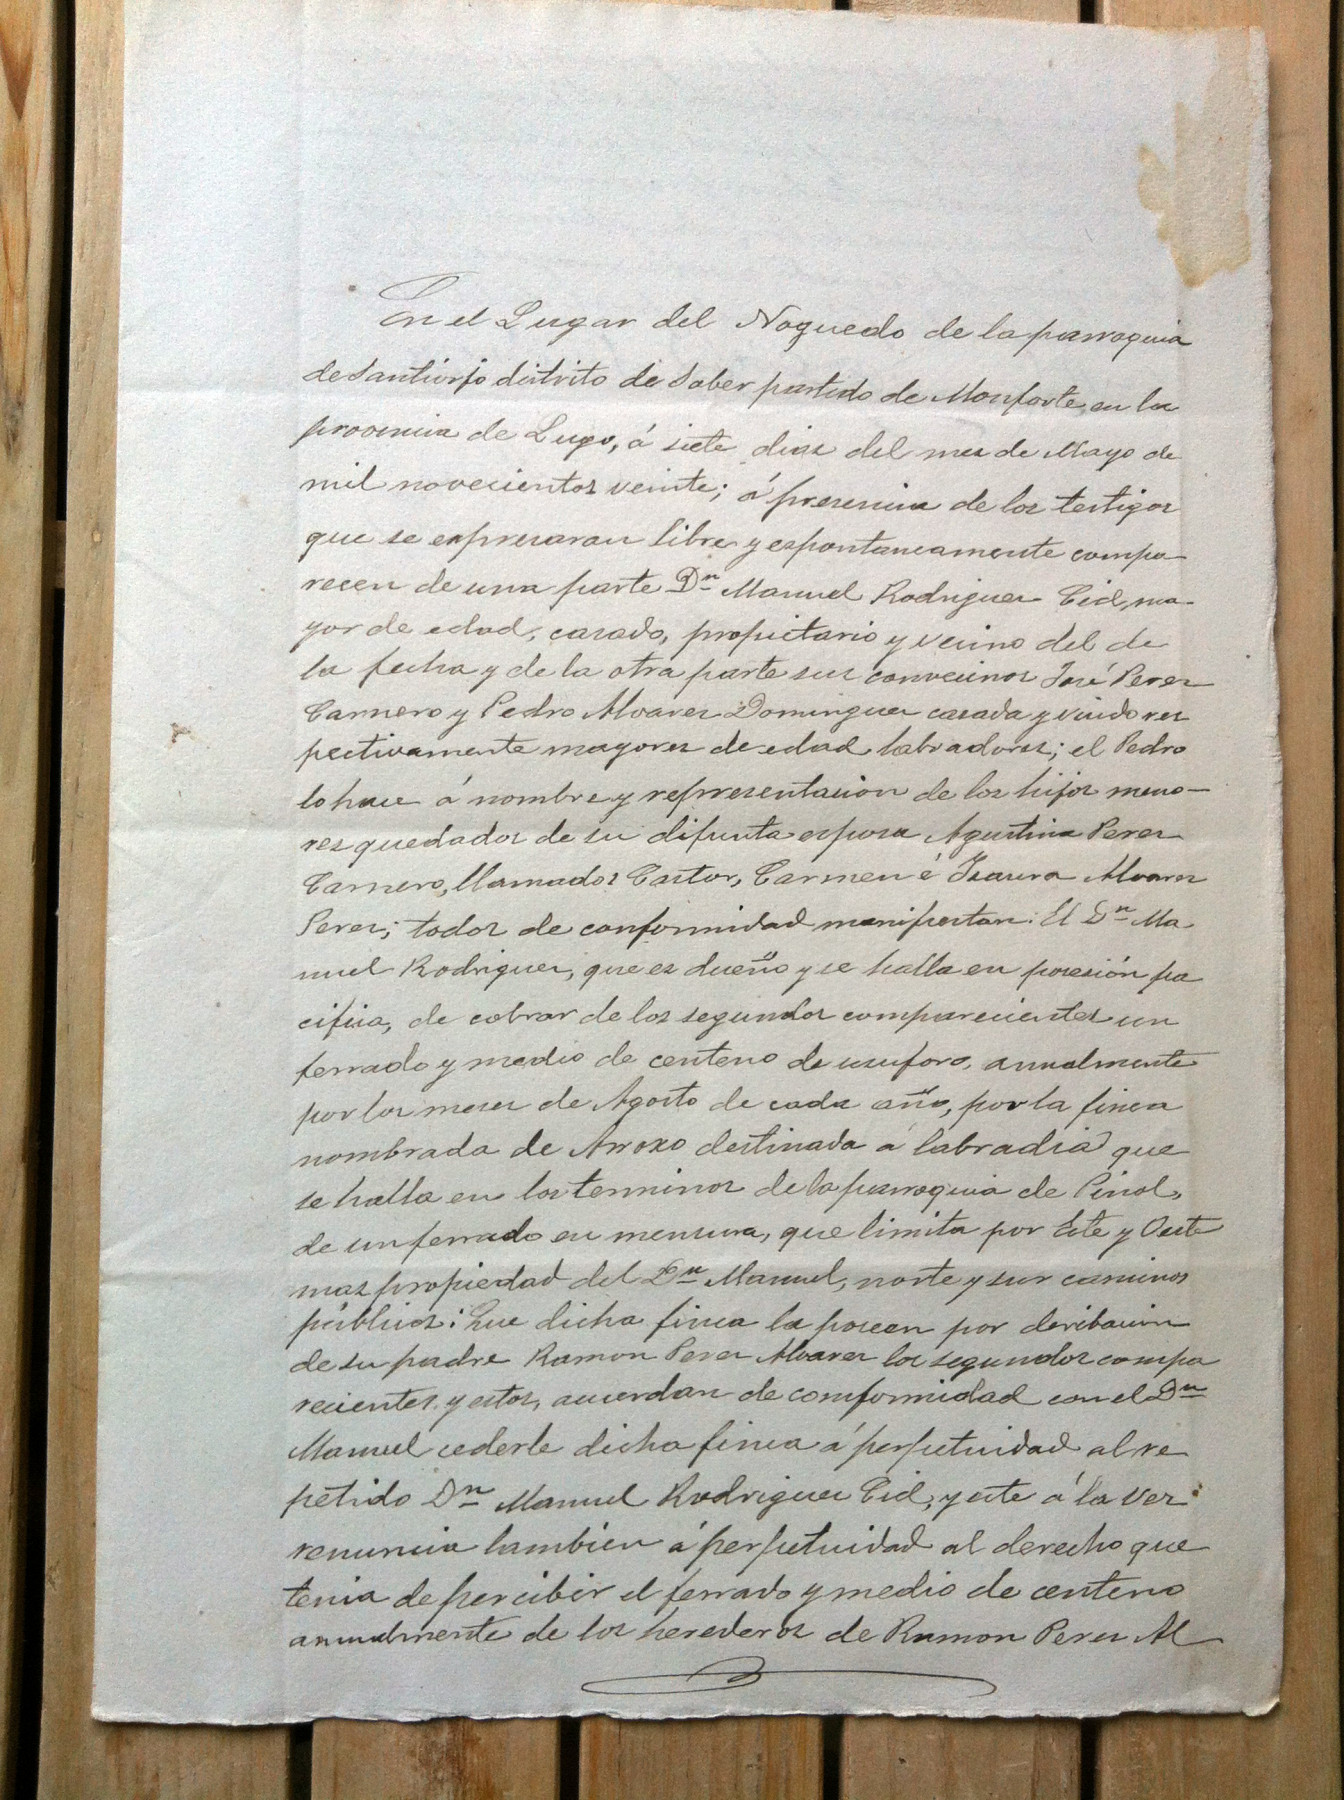 En el Lugar del Noguedo de la parroquia
de Santiorjo distrito de Sober partido de Monforte, en la
provincia de Lugo, á siete dias del mes de Mayo de
mil novecientos veinte; á presencia de los testigos
que se expresaran libre y espontaneamente compa-
recen de una parte Dn Manuel Rodriguez Cid, ma-
yor de edad, casado, propietario y vecino del de
la fecha y de la otra parte sus convecinos José Perez
Carnero y Pedro Alvarez Dominguez casada y viudo res
pectivamente mayores de edad labradores; el Pedro
lo hace á nombre y representacion de los hijos meno-
res quedados de su difunta esposa Agustina Perez
Carnero, llamados Castor, Carmen é Isaura Alvarez
Perez; todos de conformidad manifiestan: El Dn Ma
nuel Rodriguez, que es dueño y se halla en posesión pa
cifica, de cobrar de los segundos comparecientes un
ferrado y medio de centeno de usuforo, anualmente
por los meses de Agosto de cada año, por la finca
nombrada de Arroxo destinada á labradia que
se halla en los terminos de la parroquia de Pinol,
de un ferrado en mensura, que limita por Este y Oeste
mas propiedad del Dn Manuel, norte y sur caminos
públicos: Que dicha finca la poseen por deribacion
de su padre Ramon Perez Alvarez los segundos compa
recientes y estos, acuerdan de comformidad con el Dn
Manuel cederle dicha finca á perpetuidad al re
petido Dn Manuel Rodriguez Cid, y este á la vez
renuncia tambien á perpetuidad al derecho que
tenia de percibir el ferrado y medio de centeno
anualmente de los herederos de Ramon Perez Al